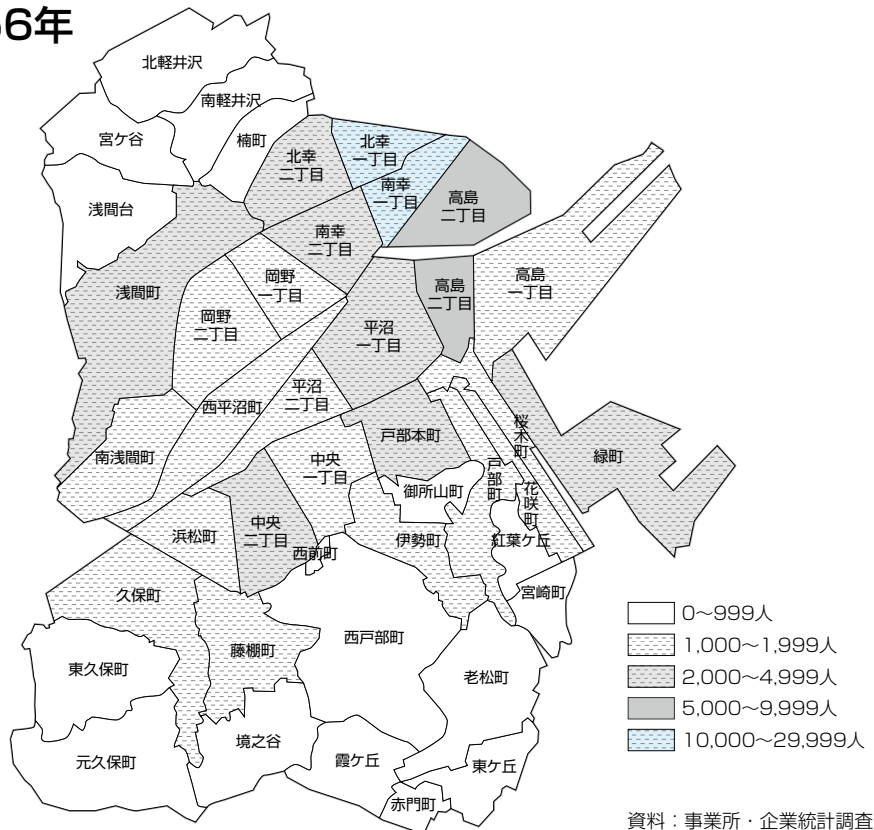 6年
北軽井沢
南軽井沢
宮ケ谷
楠町
北幸
一丁目
北幸
二丁目
南幸
一丁目
高島
二丁目
浅間台
南幸
二丁目
岡野
一丁目
高島
一丁目
浅間町
高島
二丁目
岡野
二丁目
平沼
一丁目
平沼
二丁目
西平沼町
桜木町
戸部本町
緑町
南浅間町
中央
一丁目
戸部町
御所山町
花咲町
浜松町
中央
二丁目
伊勢町
紅葉ケ丘
西前町
久保町
宮崎町
西戸部町
藤棚町
東久保町
老松町
境之谷
元久保町
霞ケ丘
東ケ丘
赤門町
0〜999人
1,000〜1,999人
2,000〜4,999人
5,000〜9,999人
10,000〜29,999人
資料：事業所・企業統計調査